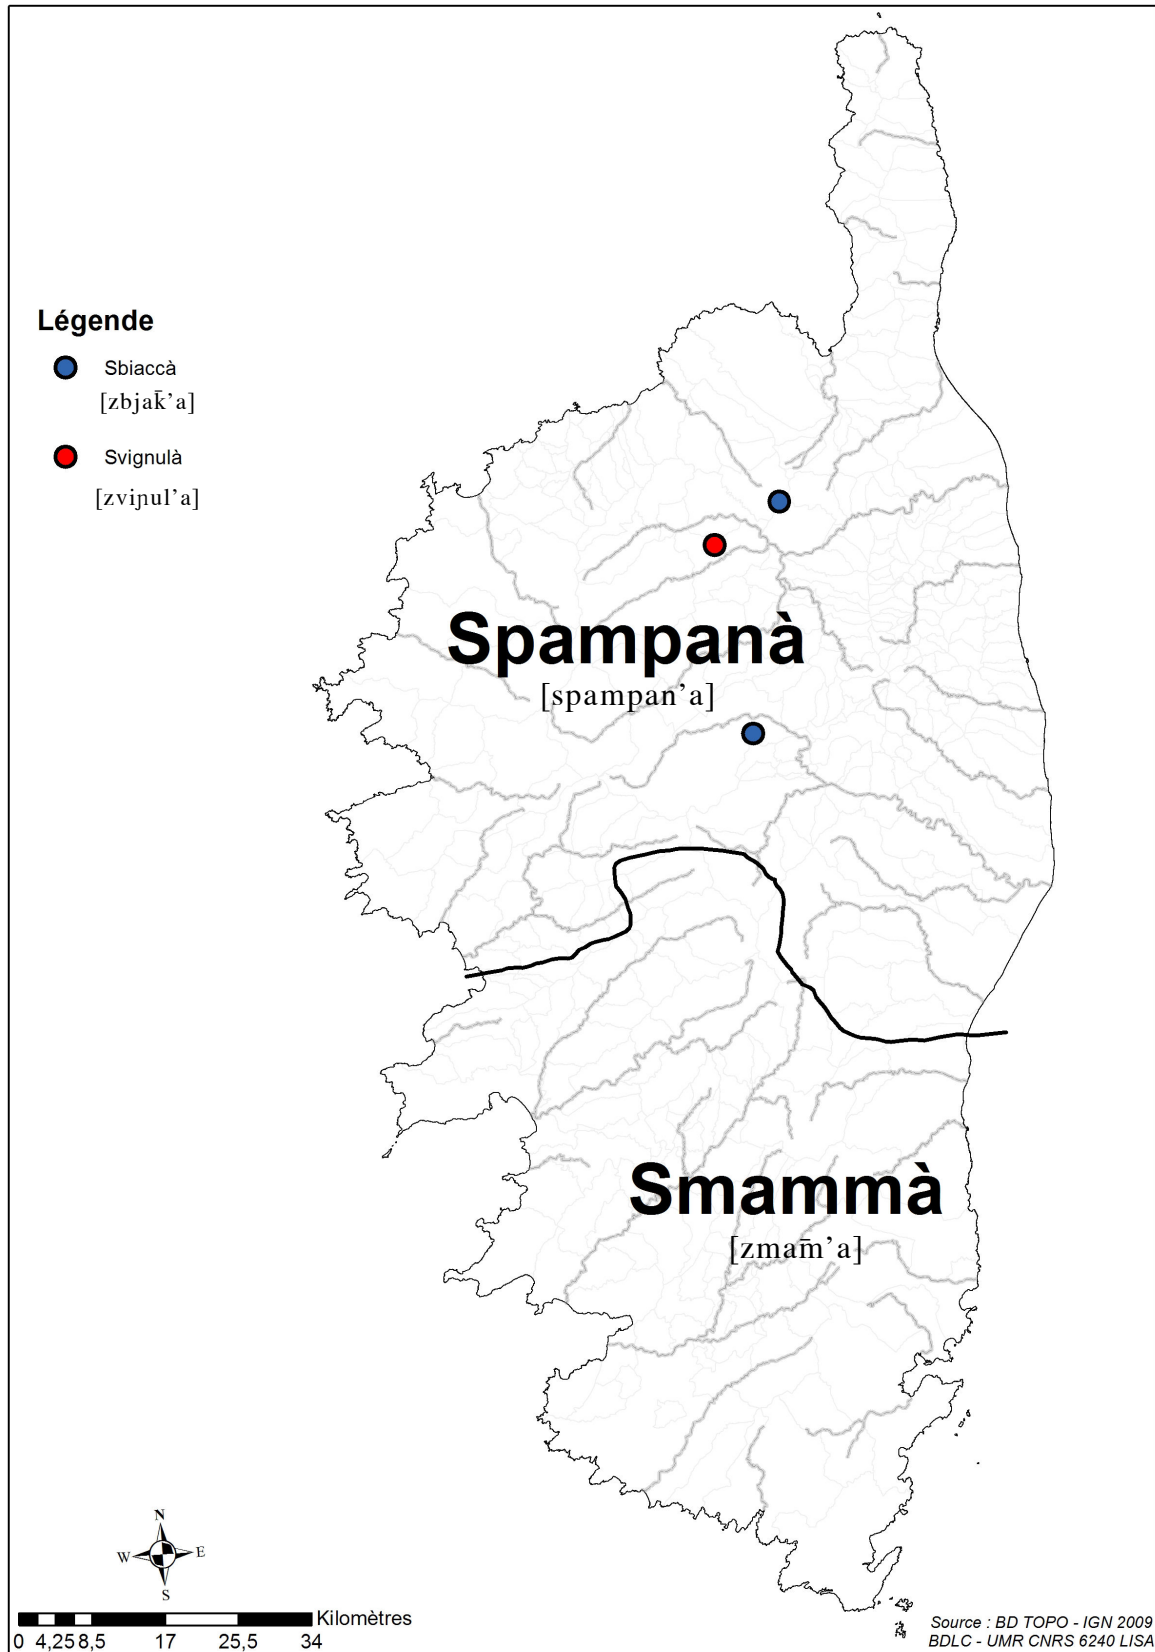 Légende
Sbiaccà
[zbjak̄'a]
Svignulà
[zviɲul'a]
Spampanà
[spampan'a]
Smammà
[zmam̄'a]
N
W E
S
Kilomètres
0 4,25 8,5 17 25,5 34
Source : BD TOPO - IGN 2009
BDLC - UMR CNRS 6240 LISA